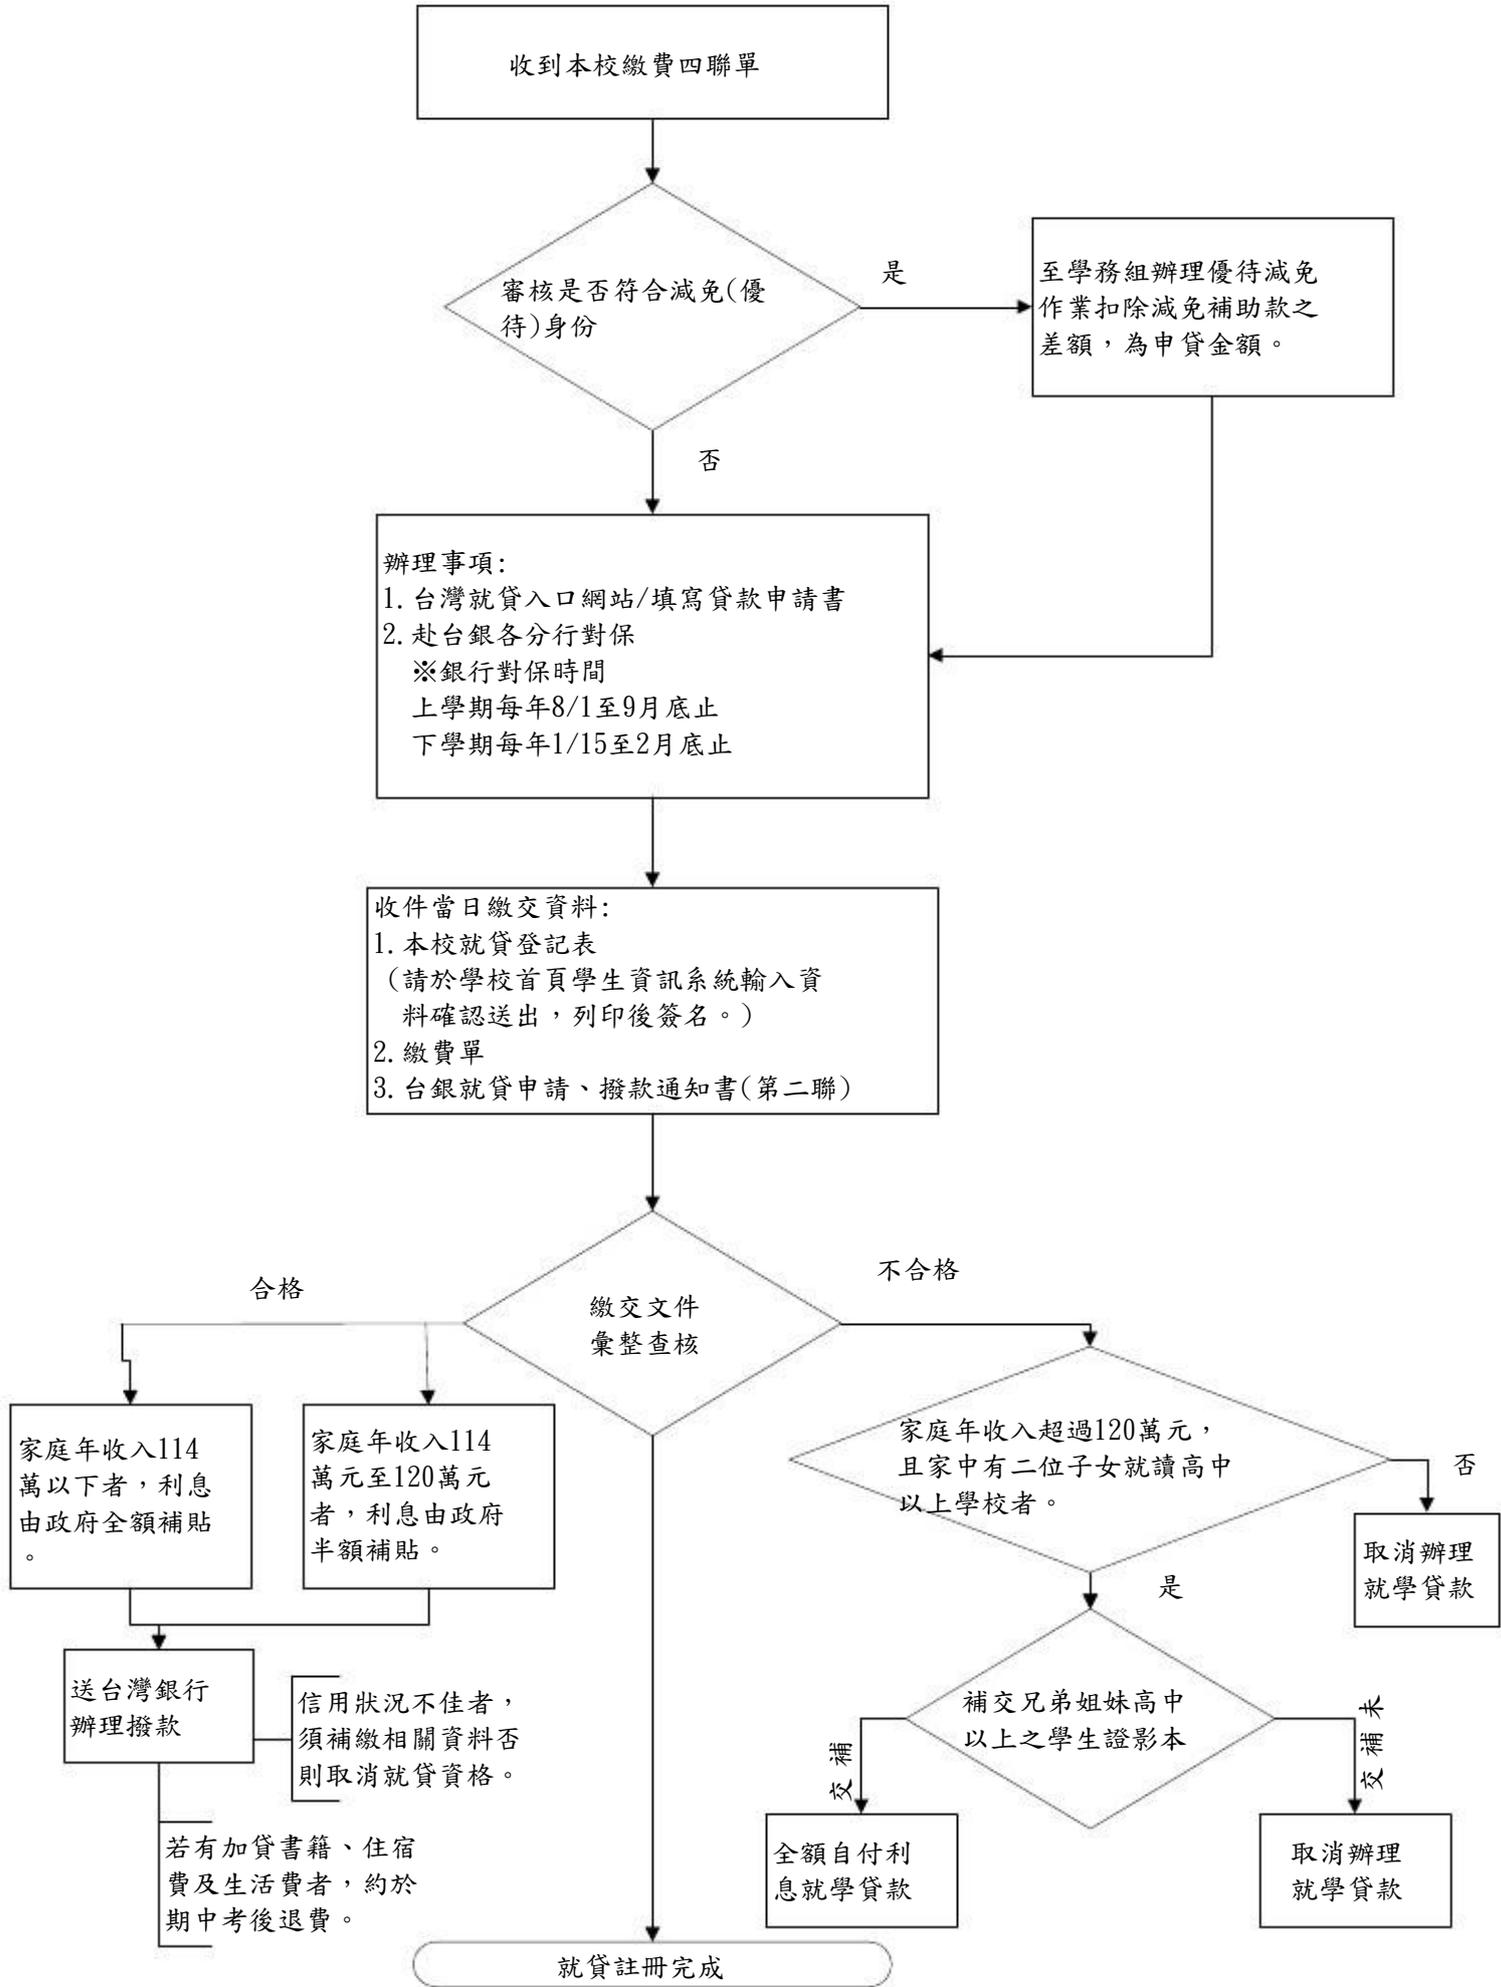 收到本校繳費四聯單
審核是否符合減免(優
待)身份
是
至學務組辦理優待減免
作業扣除減免補助款之
差額，為申貸金額。
否
辦理事項:
1.台灣就貸入口網站/填寫貸款申請書
2.赴台銀各分行對保
※銀行對保時間
上學期每年8/1至9月底止
下學期每年1/15至2月底止
收件當日繳交資料:
1.本校就貸登記表
（請於學校首頁學生資訊系統輸入資
料確認送出，列印後簽名。）
2.繳費單
3.台銀就貸申請、撥款通知書(第二聯)
繳交文件
彙整查核
合格
不合格
家庭年收入114
萬以下者，利息
由政府全額補貼
。
家庭年收入114
萬元至120萬元
者，利息由政府
半額補貼。
家庭年收入超過120萬元，
且家中有二位子女就讀高中
以上學校者。
否
取消辦理
就學貸款
是
送台灣銀行
辦理撥款
信用狀況不佳者，
須補繳相關資料否
則取消就貸資格。
若有加貸書籍、住宿
費及生活費者，約於
期中考後退費。
補交兄弟姐妹高中
以上之學生證影本
補交
未補交
全額自付利
息就學貸款
取消辦理
就學貸款
就貸註冊完成